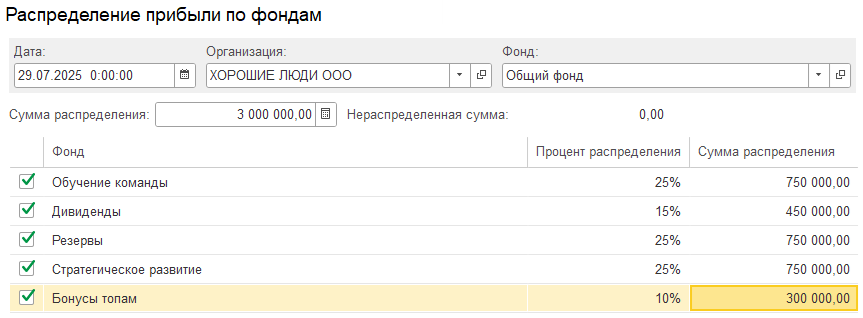 Распределение прибыли по фондам
Дата: Организация: Фонд:
29.07.2025 0:00:00 ХОРОШИЕ ЛЮДИ ООО Общий фонд
Сумма распределения: 3 000 000,00 Нераспределенная сумма: 0,00
Фонд Процент распределения Сумма распределения
Обучение команды 25% 750 000,00
Дивиденды 15% 450 000,00
Резервы 25% 750 000,00
Стратегическое развитие 25% 750 000,00
Бонусы топам 10% 300 000,00